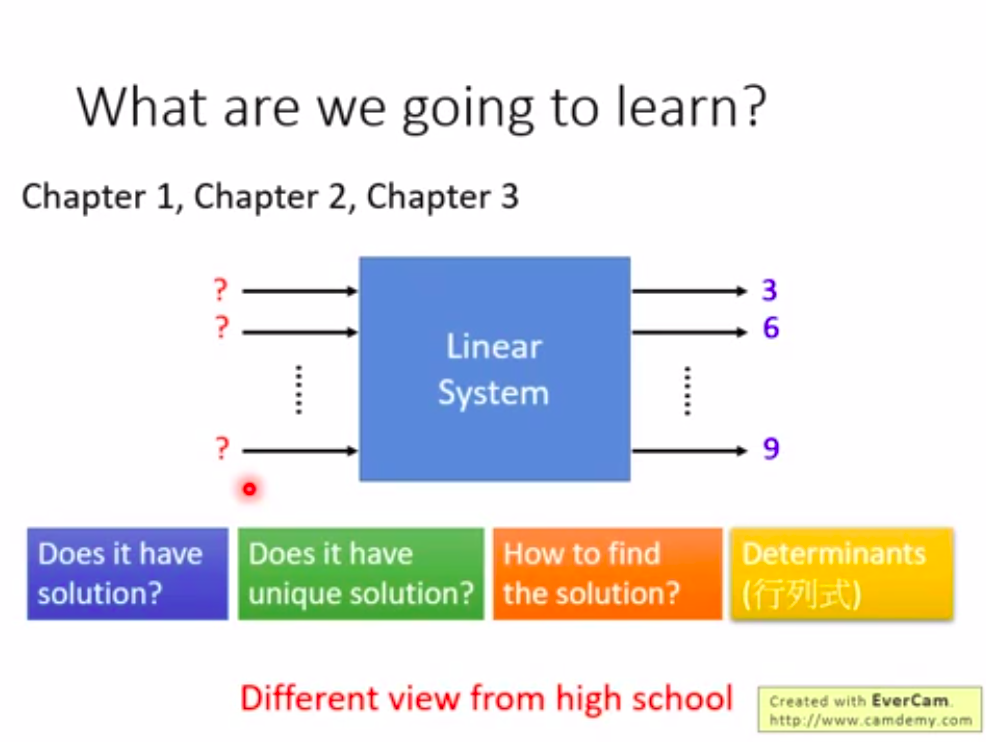 What are we going to learn?
Chapter 1, Chapter 2, Chapter 3
?
?
?
Linear
System
3
6
9
Does it have
solution?
Does it have
unique solution?
How to find
the solution?
Determinants
(行列式)
Different view from high school
Created with EverCam.
http://www.camdemy.com